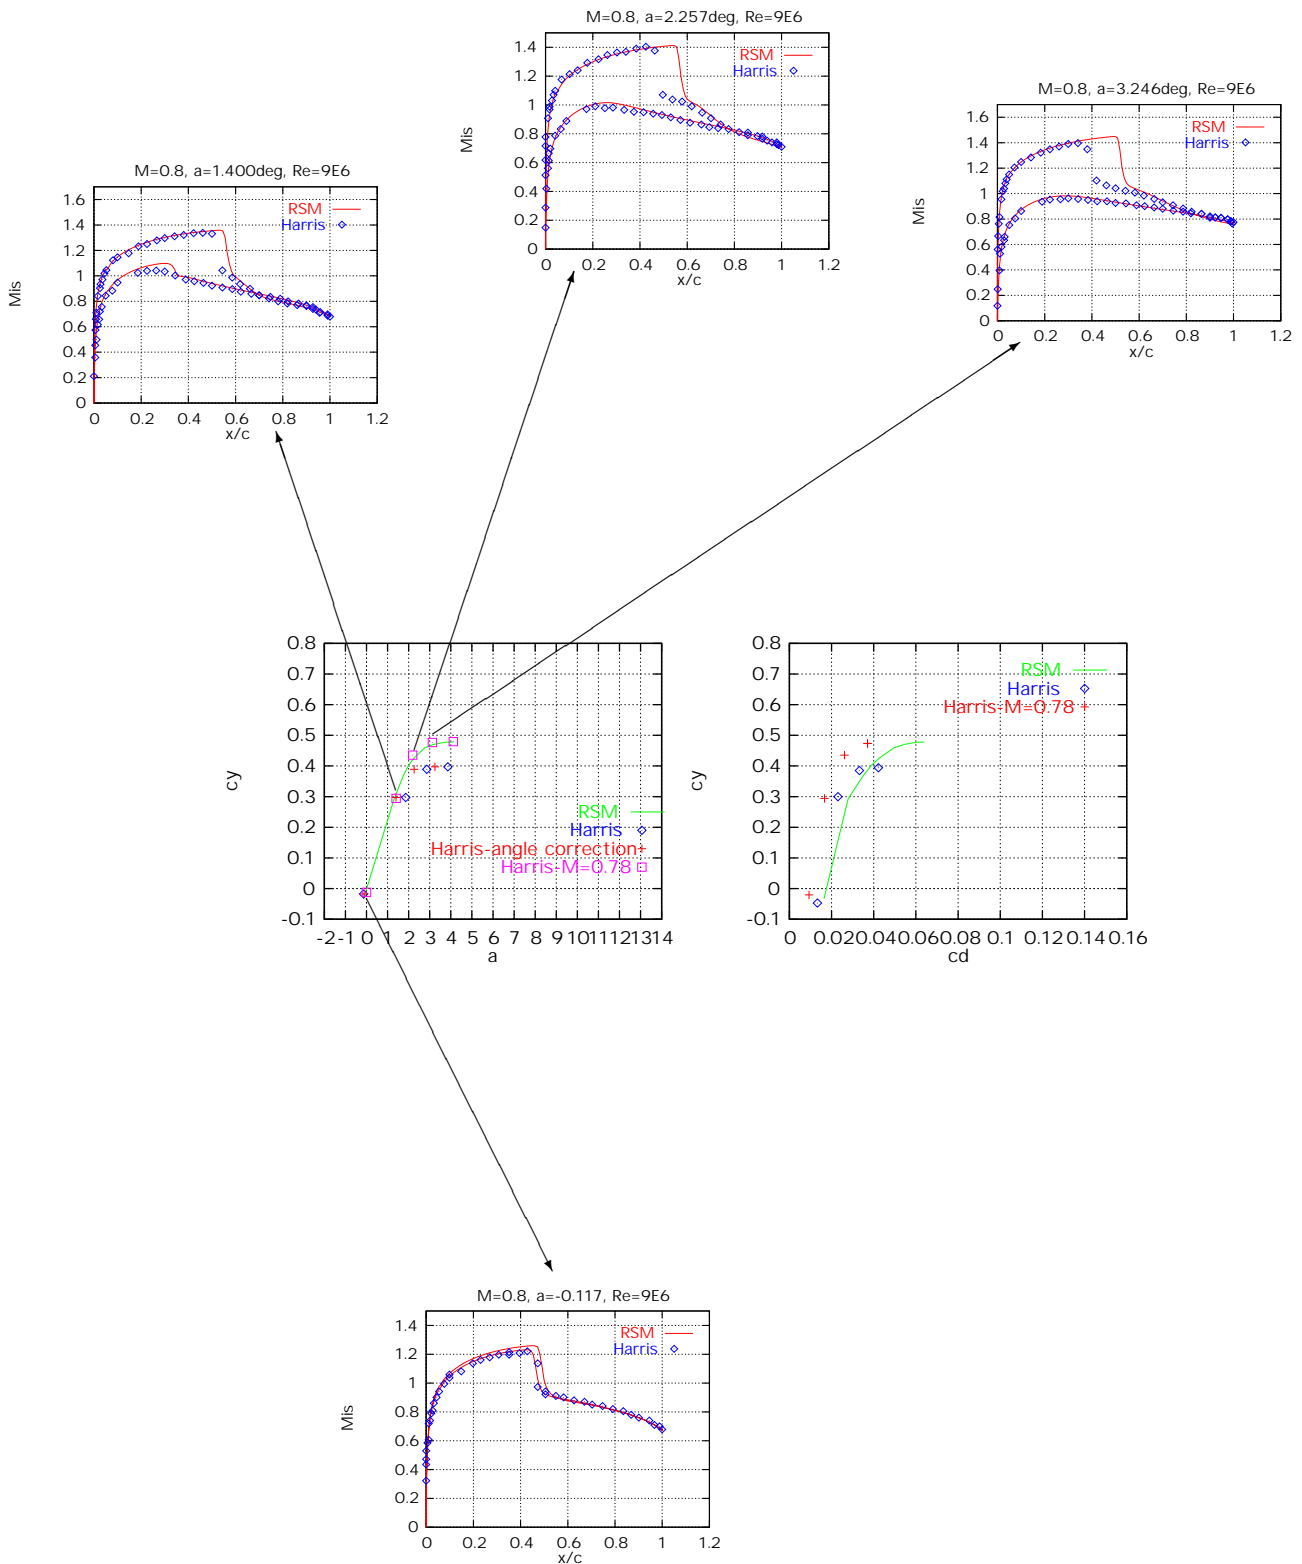 M=0.8, a=2.257deg, Re=9E6
1.4
1.2
1
0.8
0.6
0.4
0.2
0
Mis
RSM
Harris
0 0.2 0.4 0.6 0.8 1 1.2
x/c
M=0.8, a=3.246deg, Re=9E6
1.6
1.4
1.2
1
0.8
0.6
0.4
0.2
0
Mis
RSM
Harris
0 0.2 0.4 0.6 0.8 1 1.2
x/c
M=0.8, a=1.400deg, Re=9E6
1.6
1.4
1.2
1
0.8
0.6
0.4
0.2
0
Mis
RSM
Harris
0 0.2 0.4 0.6 0.8 1 1.2
x/c
0.8
0.7
0.6
0.5
0.4
0.3
0.2
0.1
0
-0.1
cy
RSM
Harris
Harris-angle correction
Harris-M=0.78
-2 -1 0 1 2 3 4 5 6 7 8 9 10 11 12 13 14
a
0.8
0.7
0.6
0.5
0.4
0.3
0.2
0.1
0
-0.1
cy
RSM
Harris
Harris-M=0.78
0 0.02 0.04 0.06 0.08 0.1 0.12 0.14 0.16
cd
M=0.8, a=-0.117, Re=9E6
1.4
1.2
1
0.8
0.6
0.4
0.2
0
Mis
RSM
Harris
0 0.2 0.4 0.6 0.8 1 1.2
x/c